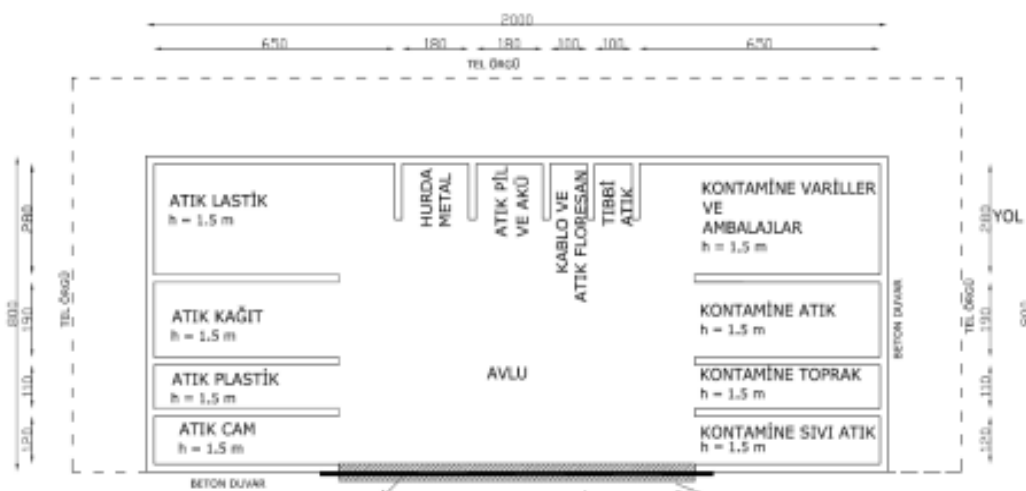 2000
650 180 180 100 100 650
TEL ÖRGÜ
ATIK LASTİK
h = 1.5 m
HURDA
METAL
ATIK PİL
VE AKÜ
KABLO VE
ATIK FLORESAN
TIBBİ
ATIK
KONTAMİNE VARİLLER
VE
AMBALAJLAR
h = 1.5 m
280
280
YOL
TEL ÖRGÜ
800
190
ATIK KAĞIT
h = 1.5 m
KONTAMİNE ATIK
h = 1.5 m
BETON DUVAR
190
TEL ÖRGÜ
ATIK PLASTİK
h = 1.5 m
AVLU
KONTAMİNE TOPRAK
h = 1.5 m
110
110
ATIK CAM
h = 1.5 m
KONTAMİNE SIVI ATIK
h = 1.5 m
120
120
BETON DUVAR